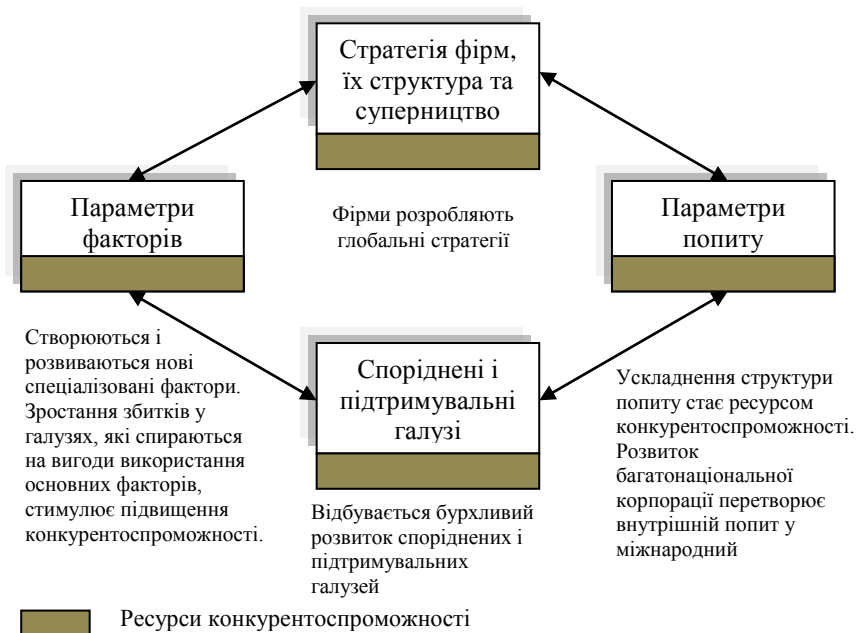 Стратегія фірм,
їх структура та
суперництво
Параметри
факторів
Фірми розробляють
глобальні стратегії
Параметри
попиту
Створюються і
розвиваються нові
спеціалізовані фактори.
Зростання збитків у
галузях, які спираються
на вигоди використання
основних факторів,
стимулює підвищення
конкурентоспроможності.
Споріднені і
підтримувальні
галузі
Відбувається бурхливий
розвиток споріднених і
підтримувальних
галузей
Ускладнення структури
попиту стає ресурсом
конкурентоспроможності.
Розвиток
багатонаціональної
корпорації перетворює
внутрішній попит у
міжнародний
Ресурси конкурентоспроможності